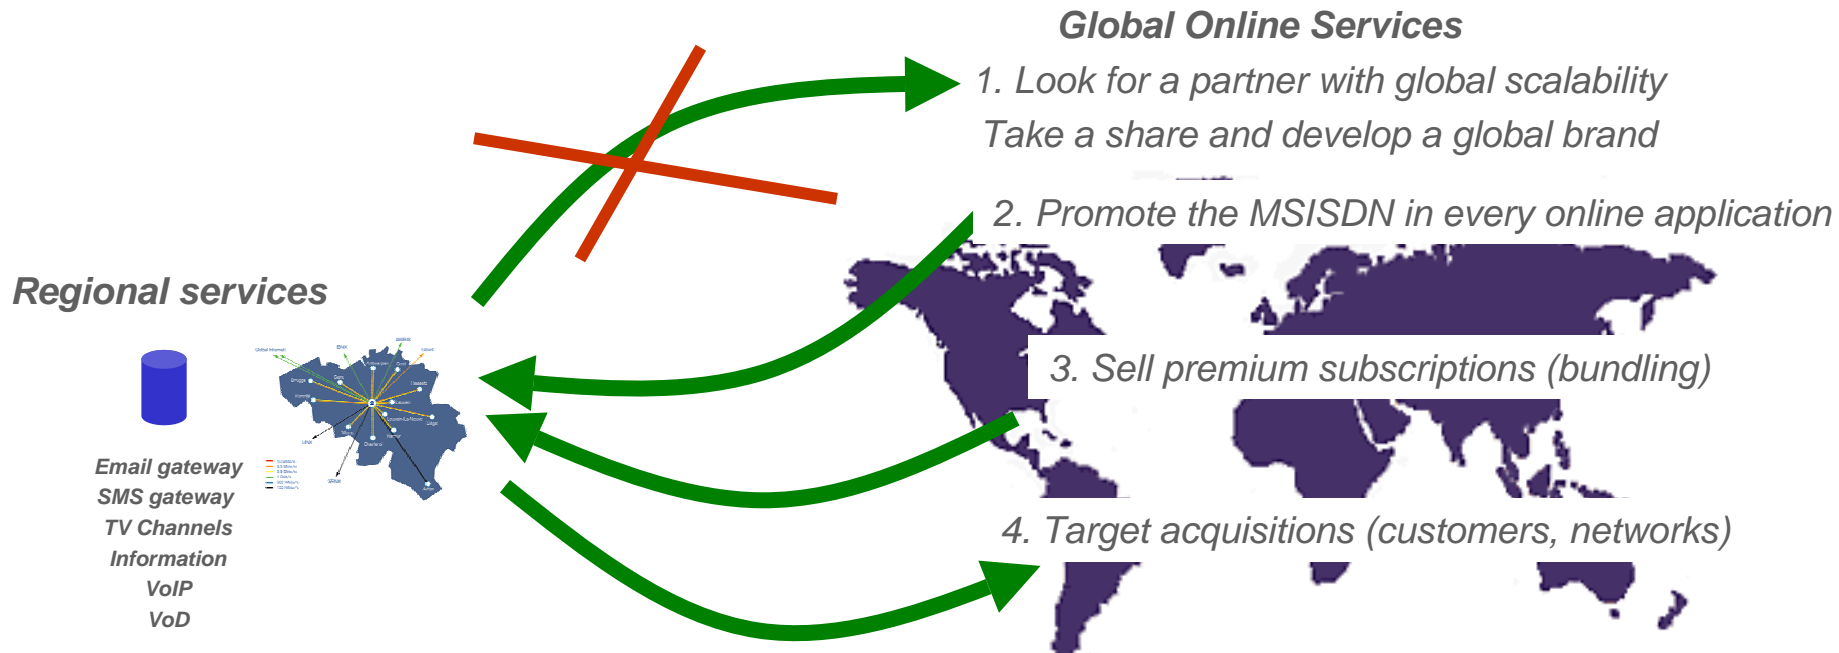 Global Online Services
1. Look for a partner with global scalability
Take a share and develop a global brand
2. Promote the MSISDN in every online application
Regional services
3. Sell premium subscriptions (bundling)
Email gateway
SMS gateway
TV Channels
Information
VoIP
VoD
4. Target acquisitions (customers, networks)